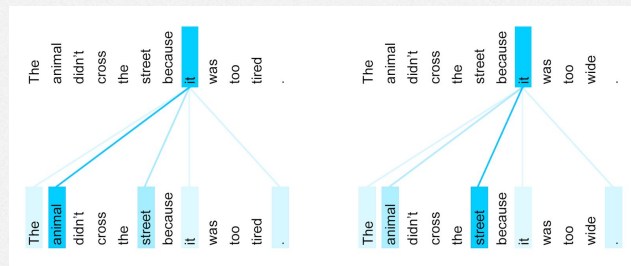 The animal didn't cross the street because it was too tired .
The animal didn't cross the street because it was too wide .
The animal didn't cross the street because it was too tired .
The animal didn't cross the street because it was too wide .